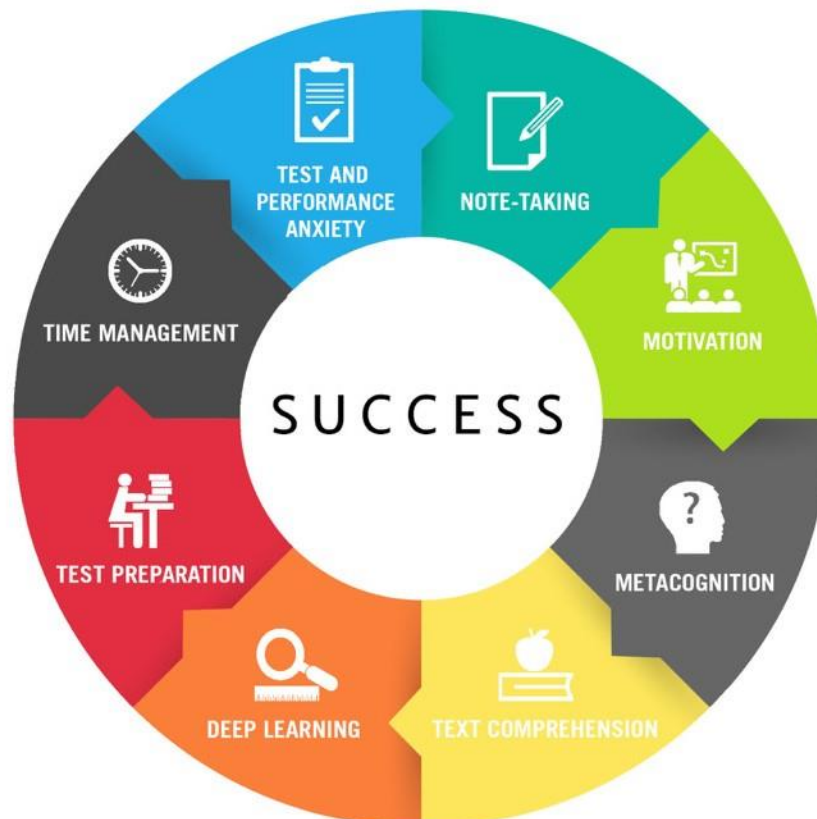 TEST AND
PERFORMANCE
ANXIETY
NOTE-TAKING
MOTIVATION
METACOGNITION
TEXT COMPREHENSION
DEEP LEARNING
TEST PREPARATION
TIME MANAGEMENT
SUCCESS
?